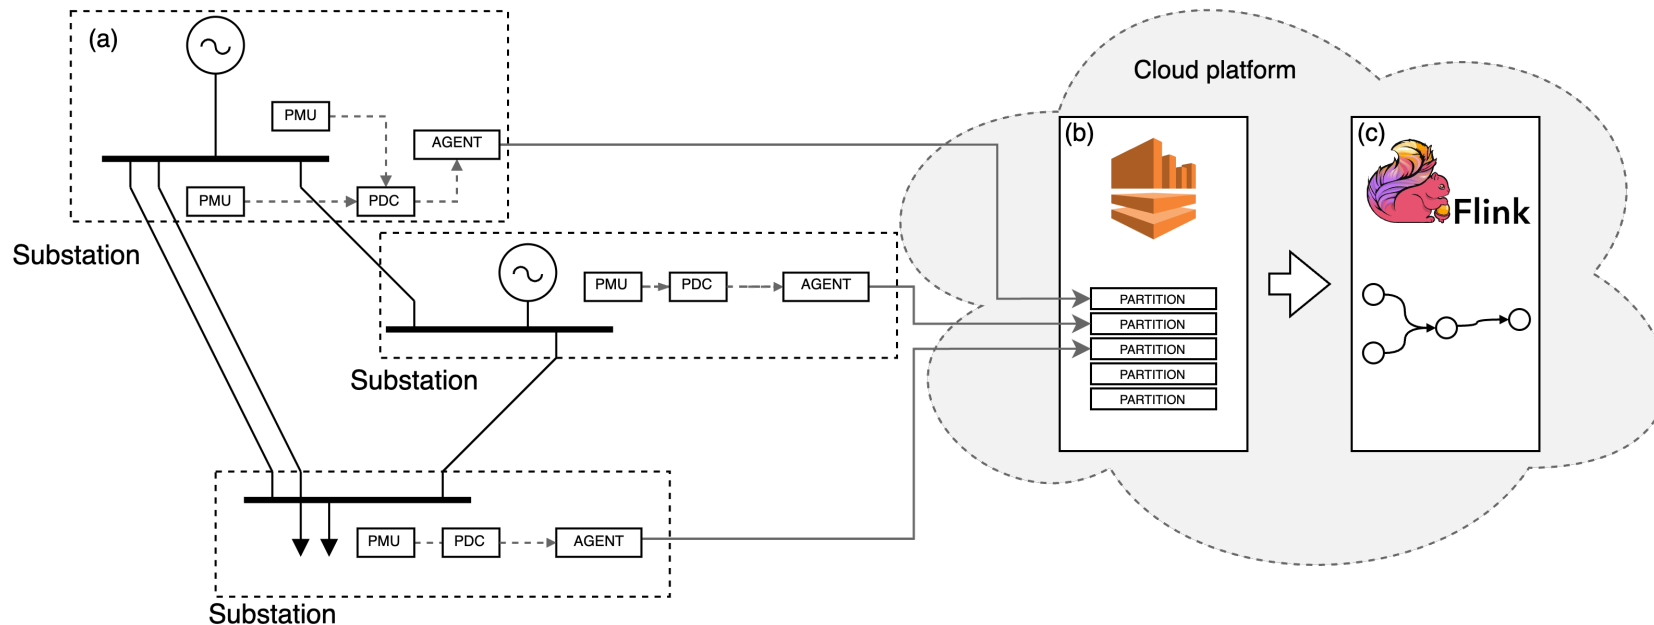 (a)
PMU
AGENT
PMU
PDC
Substation
PMU
PDC
AGENT
Substation
PMU
PDC
AGENT
Substation
Cloud platform
(b)
PARTITION
PARTITION
PARTITION
PARTITION
PARTITION
(c)
Flink